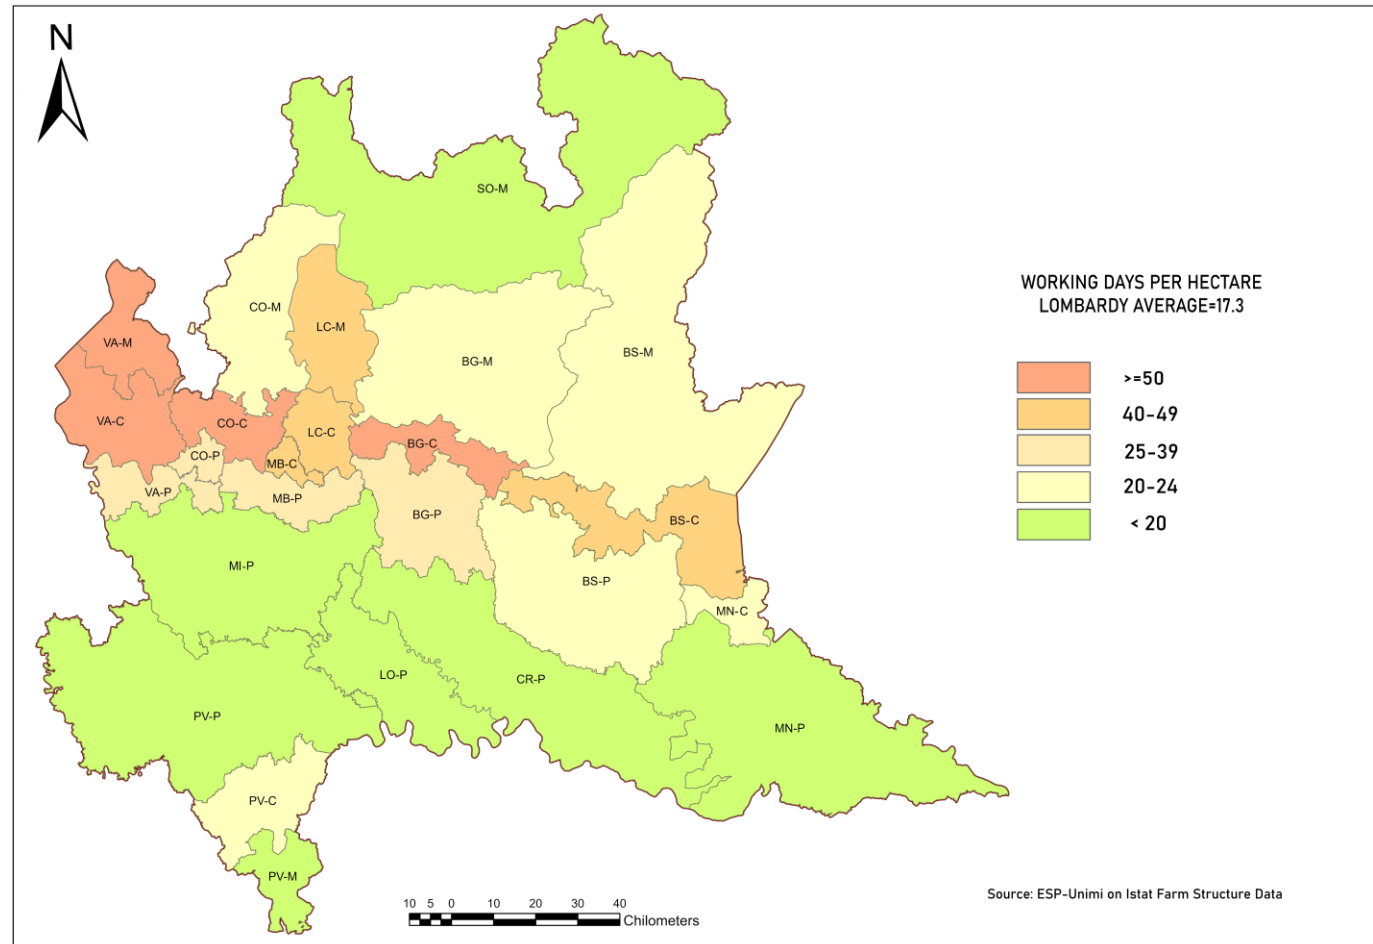 N
SO-M
CO-M
LC-M
VA-M
BG-M
BS-M
VA-C
CO-C
LC-C
BG-C
CO-P
MB-C
VA-P
MB-P
BG-P
BS-C
MI-P
BS-P
MN-C
LO-P
CR-P
PV-P
MN-P
PV-C
PV-M
WORKING DAYS PER HECTARE
LOMBARDY AVERAGE=17.3
>=50
40-49
25-39
20-24
< 20
10 5 0 10 20 30 40
Chilometers
Source: ESP-Unimi on Istat Farm Structure Data